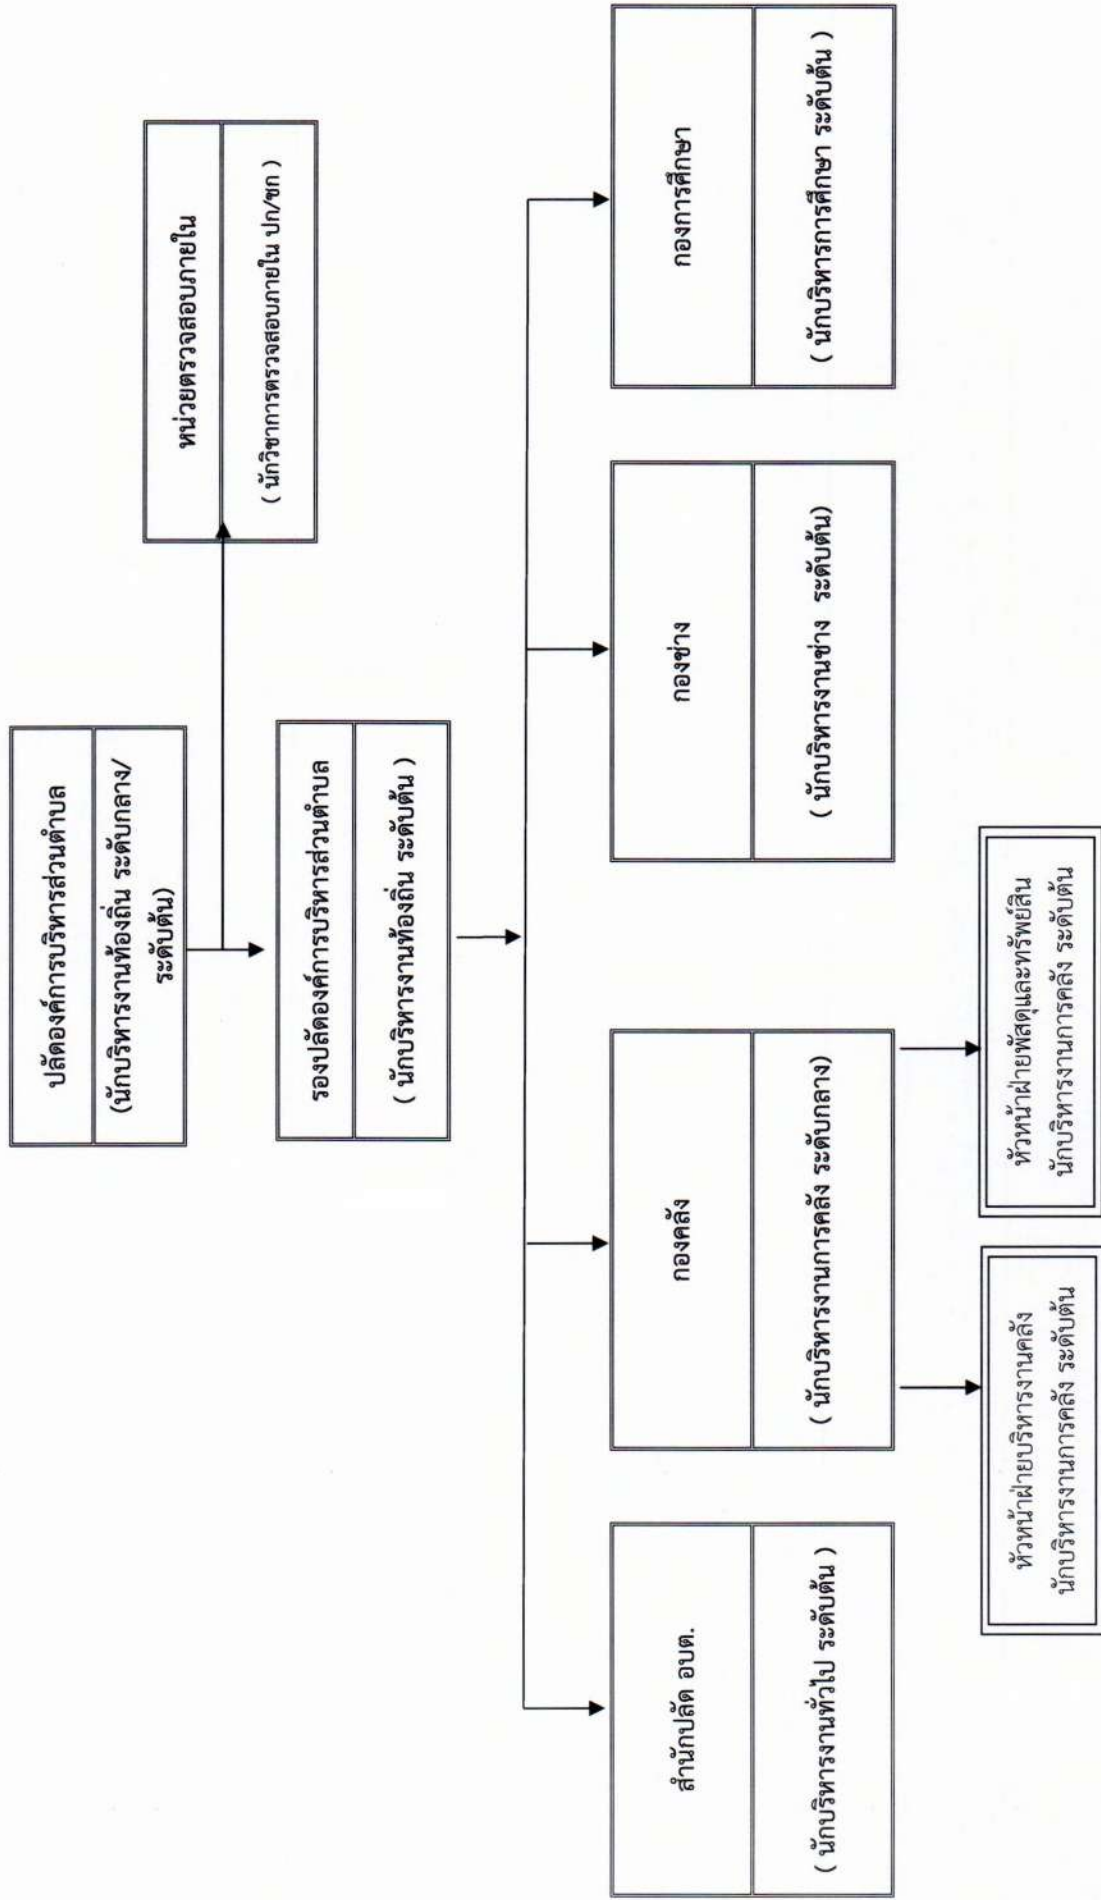 ปลัดองค์การบริหารส่วนตำบล
(นักบริหารงานท้องถิ่น ระดับกลาง/
ระดับต้น)
หน่วยตรวจสอบภายใน
( นักวิชาการตรวจสอบภายใน ปก/ชก )
รองปลัดองค์การบริหารส่วนตำบล
( นักบริหารงานท้องถิ่น ระดับต้น )
สำนักปลัด อบต.
( นักบริหารงานทั่วไป ระดับต้น )
กองคลัง
( นักบริหารงานการคลัง ระดับกลาง)
กองช่าง
( นักบริหารงานช่าง ระดับต้น)
กองการศึกษา
( นักบริหารการศึกษา ระดับต้น )
หัวหน้าฝ่ายบริหารงานคลัง
นักบริหารงานการคลัง ระดับต้น
หัวหน้าฝ่ายพัสดุและทรัพย์สิน
นักบริหารงานการคลัง ระดับต้น